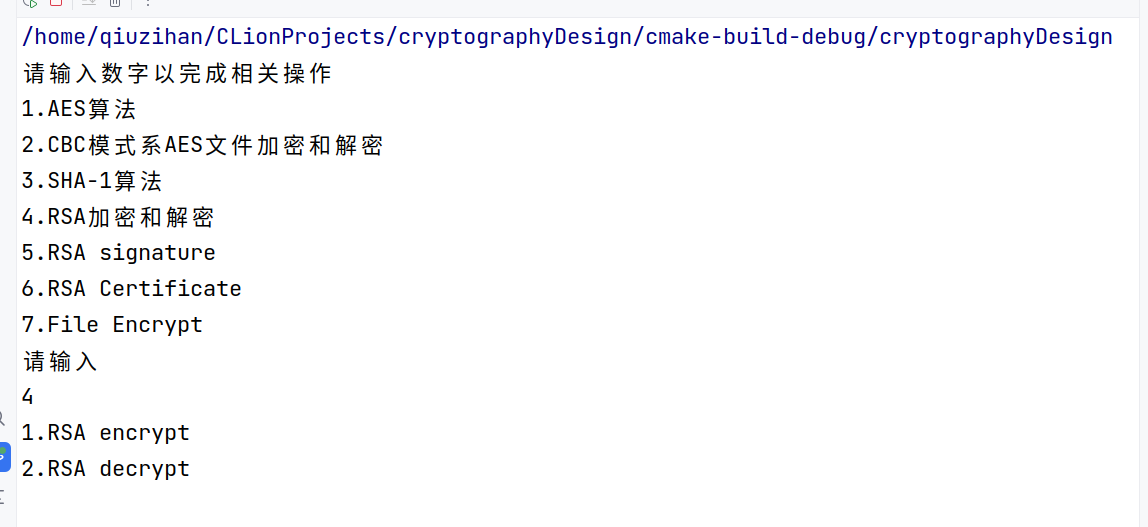 /home/qiuzihan/CLionProjects/cryptographyDesign/cmake-build-debug/cryptographyDesign
请输入数字以完成相关操作
1.AES算法
2.CBC模式系AES文件加密和解密
3.SHA-1算法
4.RSA加密和解密
5.RSA signature
6.RSA Certificate
7.File Encrypt
请输入
4
1.RSA encrypt
2.RSA decrypt